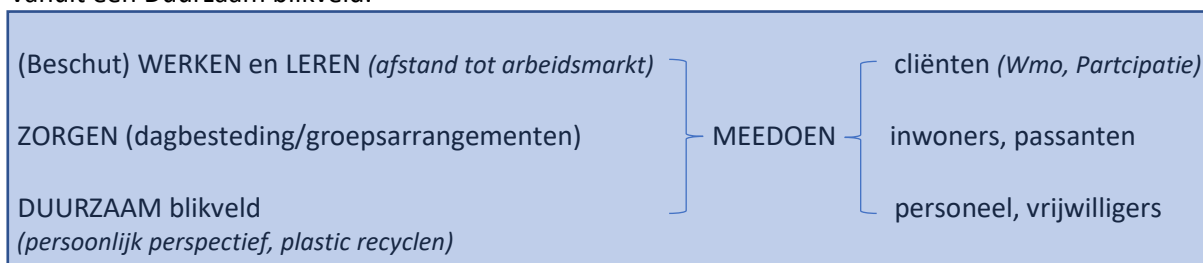 vanuit een Duurzaam blikveld:
(Beschut) WERKEN en LEREN (afstand tot arbeidsmarkt) cliënten (Wmo, Partcipatie)
ZORGEN (dagbesteding/groepsarrangementen) MEEDOEN inwoners, passanten
DUURZAAM blikveld personeel, vrijwilligers
(persoonlijk perspectief, plastic recyclen)